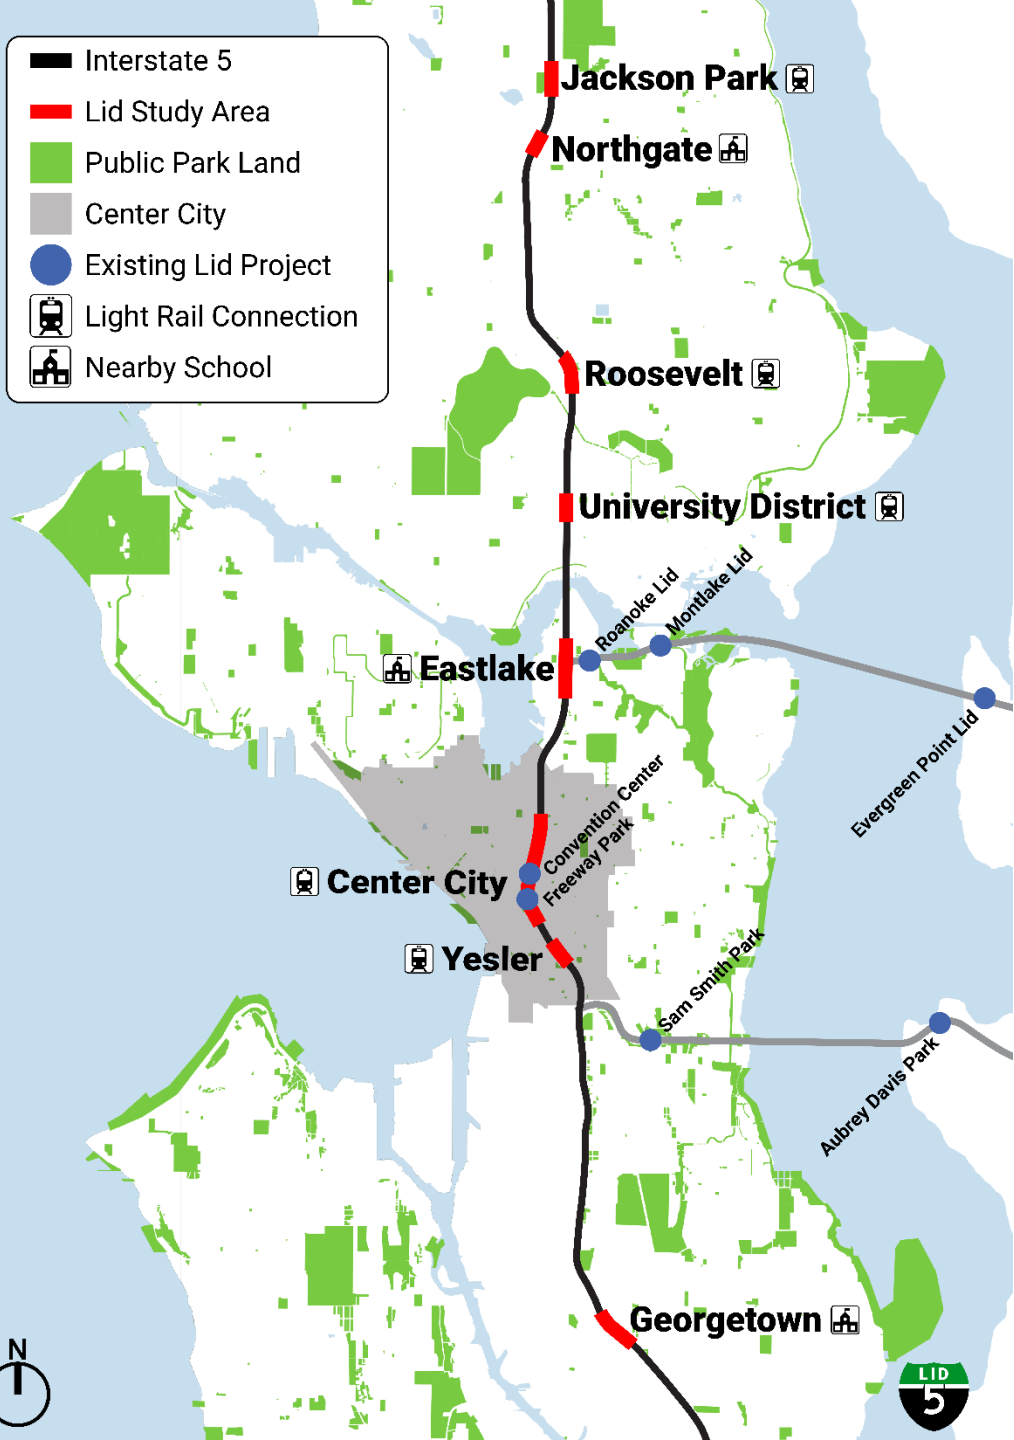 Interstate 5
Lid Study Area
Public Park Land
Center City
Existing Lid Project
Light Rail Connection
Nearby School
Jackson Park
Northgate
Roosevelt
University District
Roanoke Lid
Montlake Lid
Eastlake
Evergreen Point Lid
Convention Center
Freeway Park
Center City
Yesler
Sam Smith Park
Aubrey Davis Park
Georgetown
N
LID
5